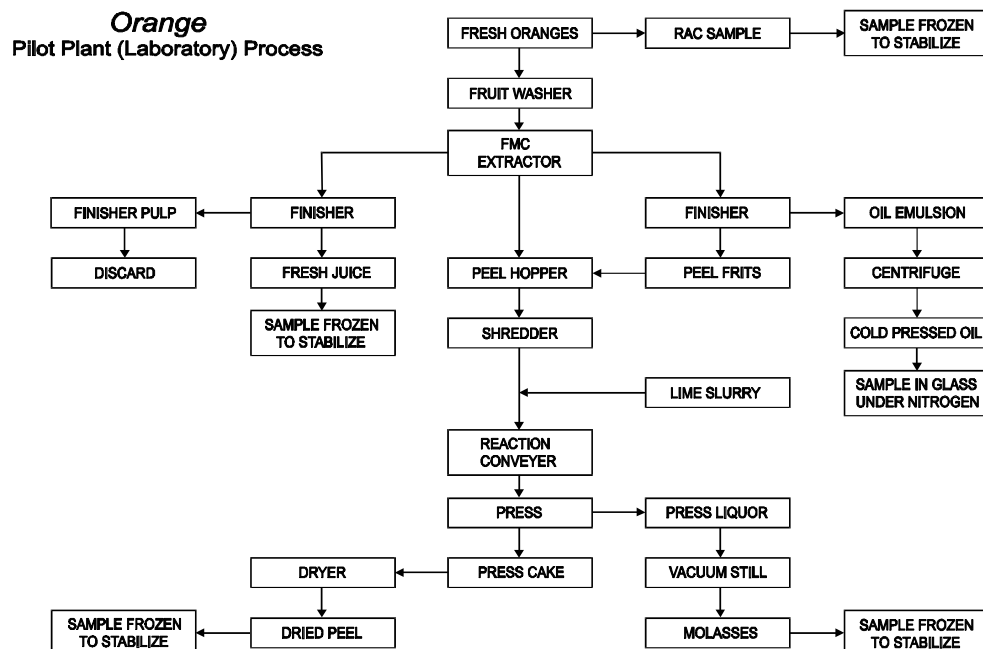 Orange
Pilot Plant (Laboratory) Process
FRESH ORANGES
RAC SAMPLE
SAMPLE FROZEN
TO STABILIZE
FRUIT WASHER
FMC
EXTRACTOR
FINISHER PULP
FINISHER
FINISHER
OIL EMULSION
DISCARD
FRESH JUICE
PEEL HOPPER
PEEL FRITS
CENTRIFUGE
SAMPLE FROZEN
TO STABILIZE
SHREDDER
COLD PRESSED OIL
LIME SLURRY
SAMPLE IN GLASS
UNDER NITROGEN
REACTION
CONVEYER
PRESS
PRESS LIQUOR
DRYER
PRESS CAKE
VACUUM STILL
SAMPLE FROZEN
TO STABILIZE
DRIED PEEL
MOLASSES
SAMPLE FROZEN
TO STABILIZE